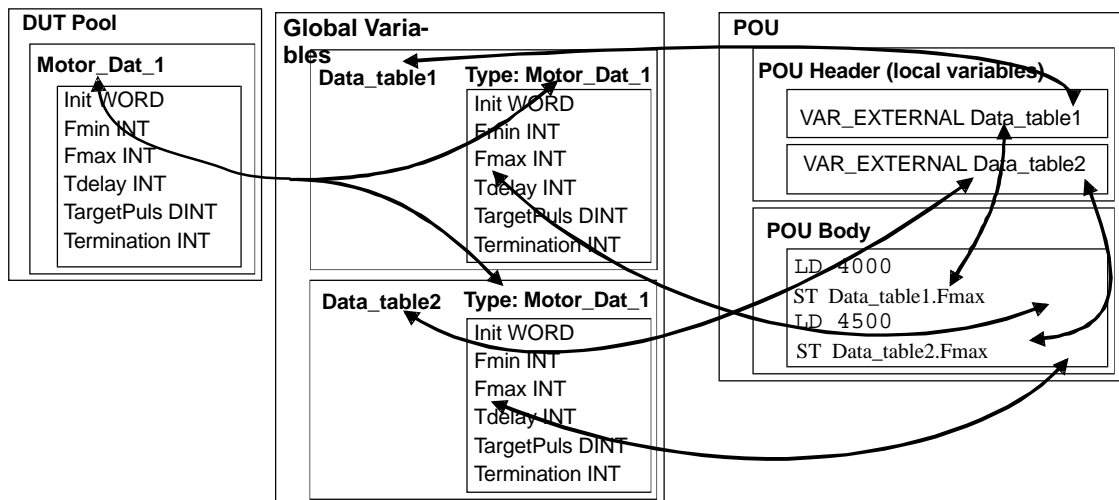 DUT Pool
Motor_Dat_1
Init WORD
Fmin INT
Fmax INT
Tdelay INT
TargetPuls DINT
Termination INT
Global Varia-
bles
Data_table1
Type: Motor_Dat_1
Init WORD
Fmin INT
Fmax INT
Tdelay INT
TargetPuls DINT
Termination INT
Data_table2
Type: Motor_Dat_1
Init WORD
Fmin INT
Fmax INT
Tdelay INT
TargetPuls DINT
Termination INT
POU
POU Header (local variables)
VAR_EXTERNAL Data_table1
VAR_EXTERNAL Data_table2
POU Body
LD 4000
ST Data_table1.Fmax
LD 4500
ST Data_table2.Fmax